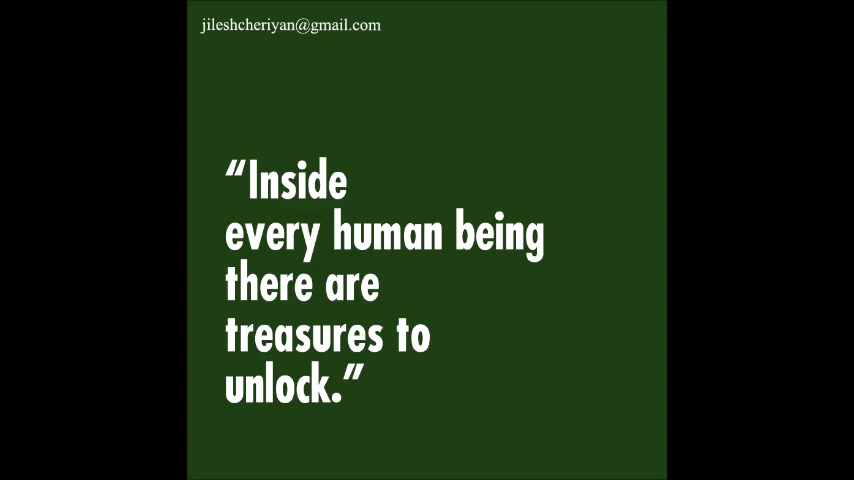 jileshcheriyan@gmail.com
“Inside
every human being
there are
treasures to
unlock.”